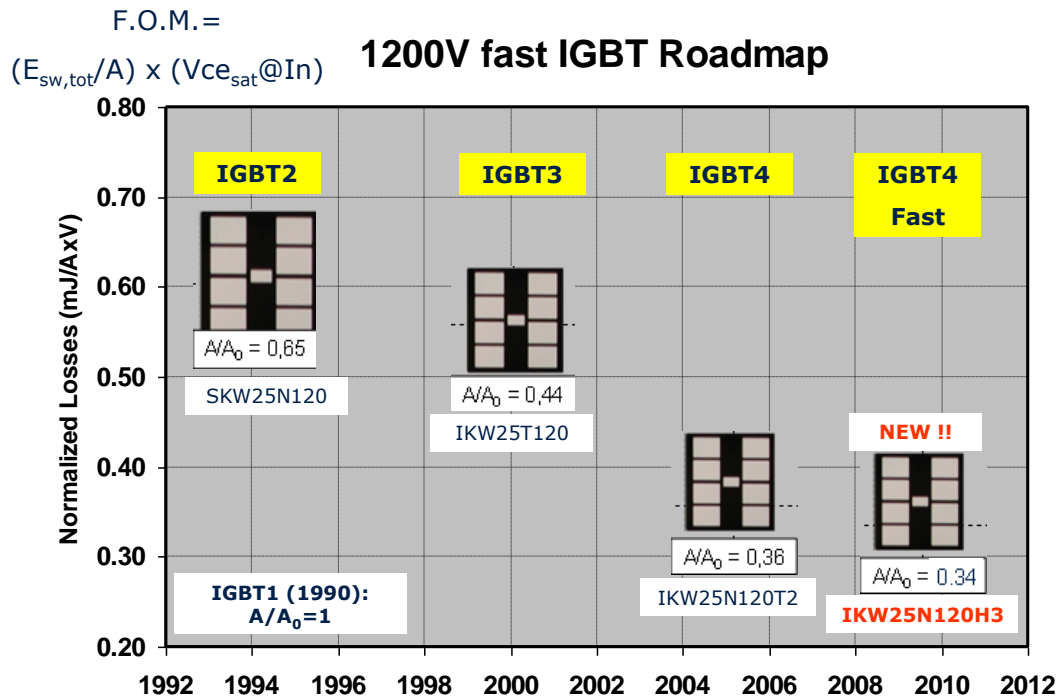 F.O.M.=
(E_sw,tot/A) x (Vce_sat@In)
1200V fast IGBT Roadmap
Normalized Losses (mJ/AxV)
0.80
0.70
0.60
0.50
0.40
0.30
0.20
IGBT2
A/A₀ = 0,65
SKW25N120
IGBT3
A/A₀ = 0,44
IKW25T120
IGBT4
A/A₀ = 0,36
IKW25N120T2
IGBT4
Fast
NEW !!
A/A₀ = 0.34
IKW25N120H3
IGBT1 (1990):
A/A₀=1
1992 1994 1996 1998 2000 2002 2004 2006 2008 2010 2012